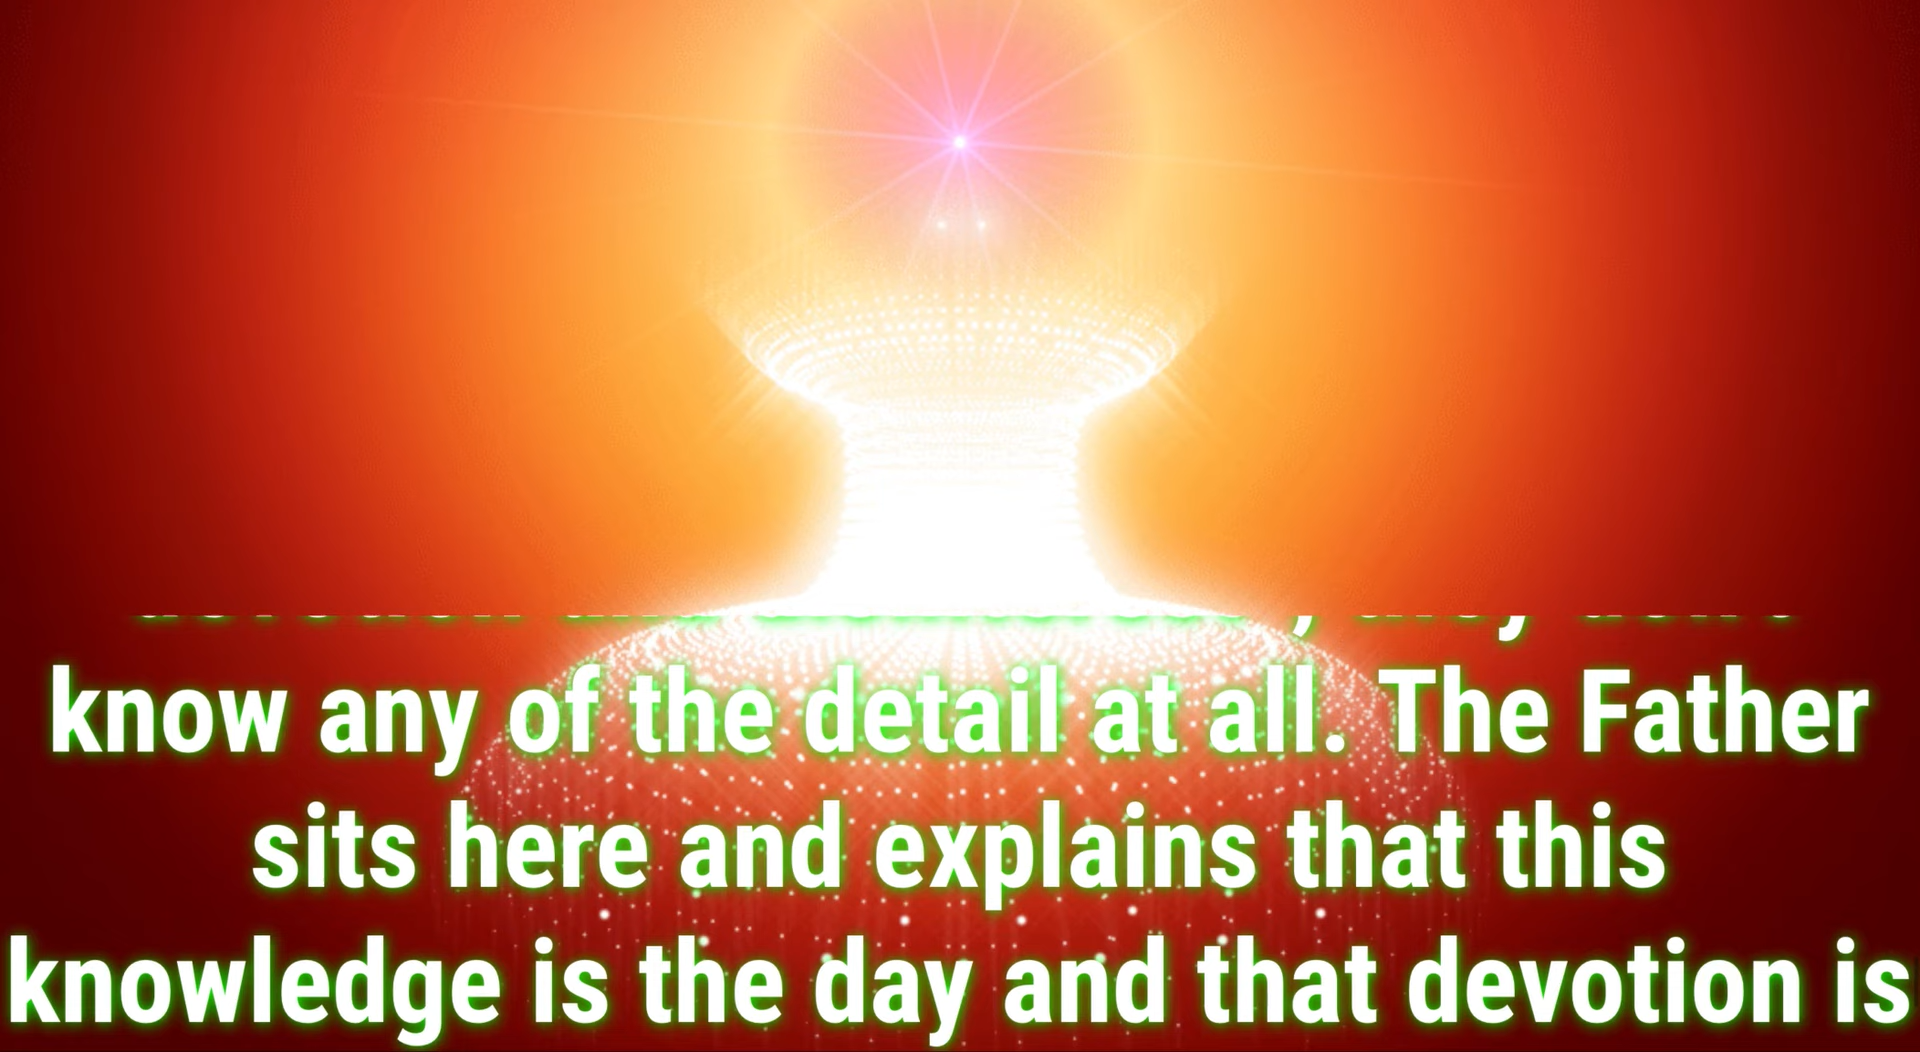 know any of the detail at all. The Father
sits here and explains that this
knowledge is the day and that devotion is